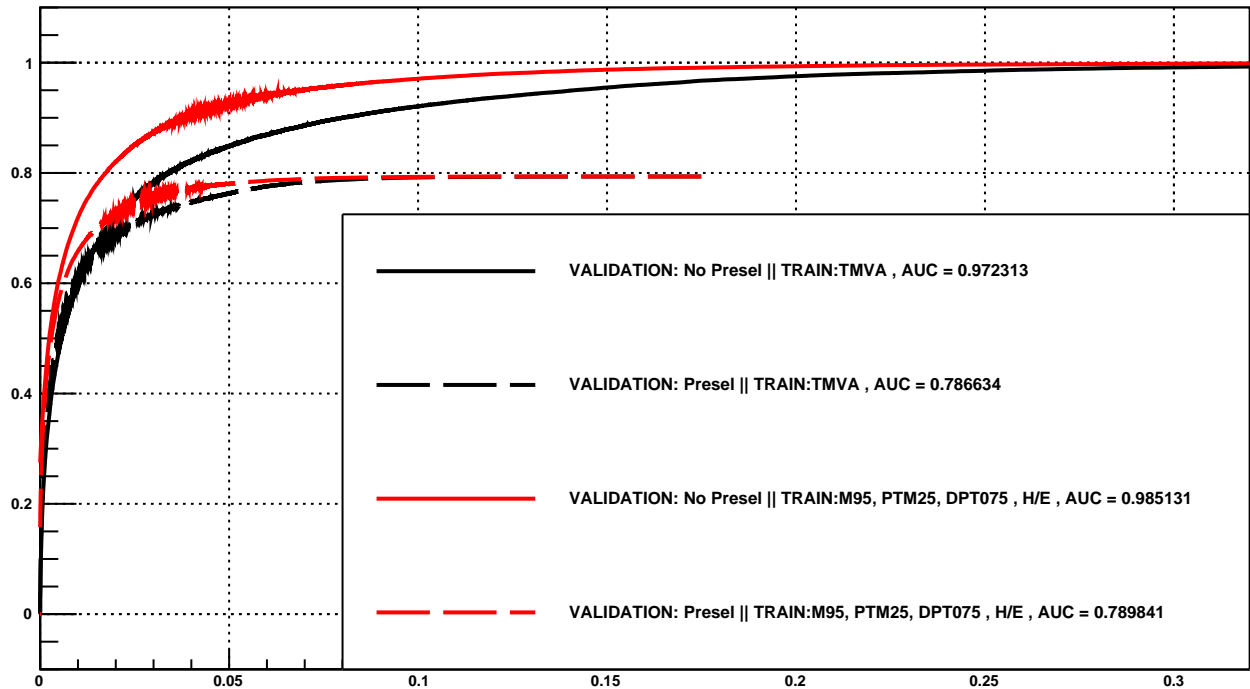 1
0.8
0.6
0.4
0.2
0
VALIDATION: No Presel || TRAIN:TMVA , AUC = 0.972313
VALIDATION: Presel || TRAIN:TMVA , AUC = 0.786634
VALIDATION: No Presel || TRAIN:M95, PTM25, DPT075 , H/E , AUC = 0.985131
VALIDATION: Presel || TRAIN:M95, PTM25, DPT075 , H/E , AUC = 0.789841
0 0.05 0.1 0.15 0.2 0.25 0.3